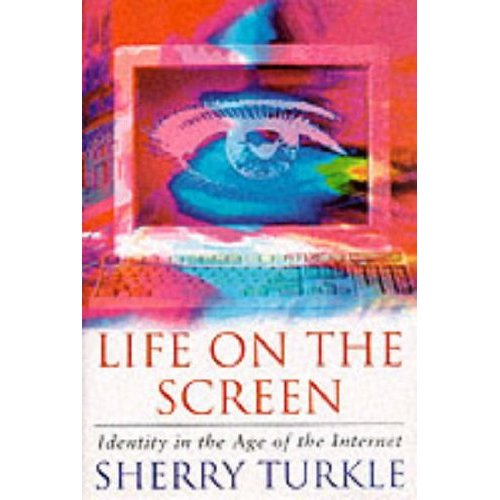 LIFE ON THE
SCREEN
Identity in the Age of the Internet
SHERRY TURKLE